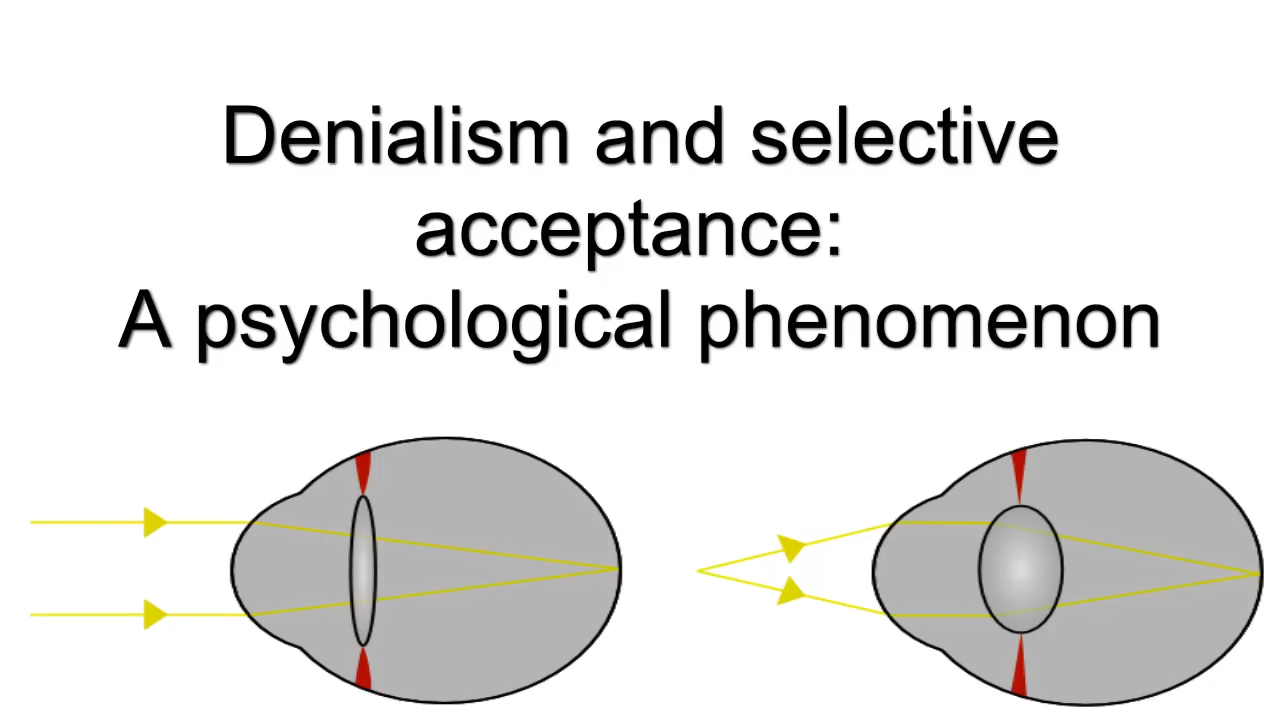 Denialism and selective
acceptance:
A psychological phenomenon